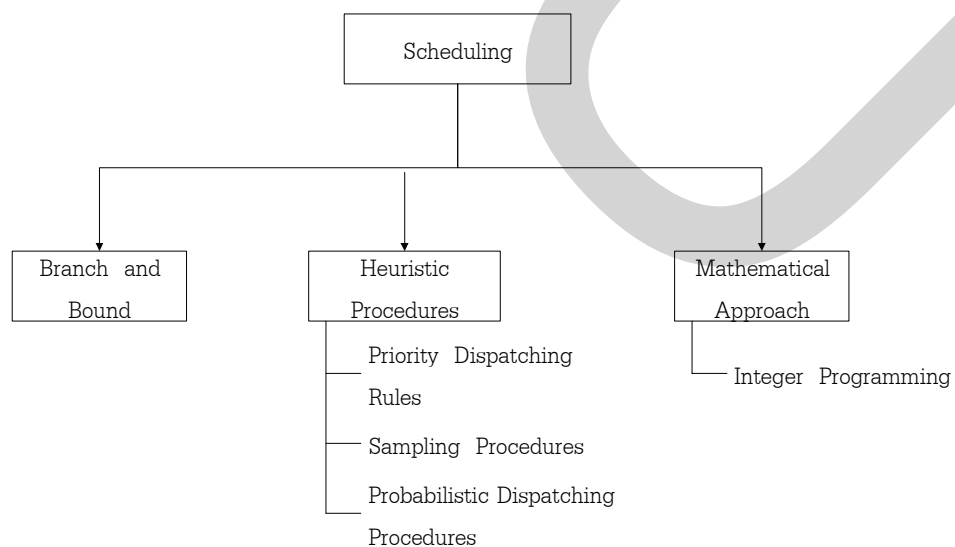 Scheduling
Branch and
Bound
Heuristic
Procedures
Mathematical
Approach
Priority Dispatching
Rules
Sampling Procedures
Probabilistic Dispatching
Procedures
Integer Programming